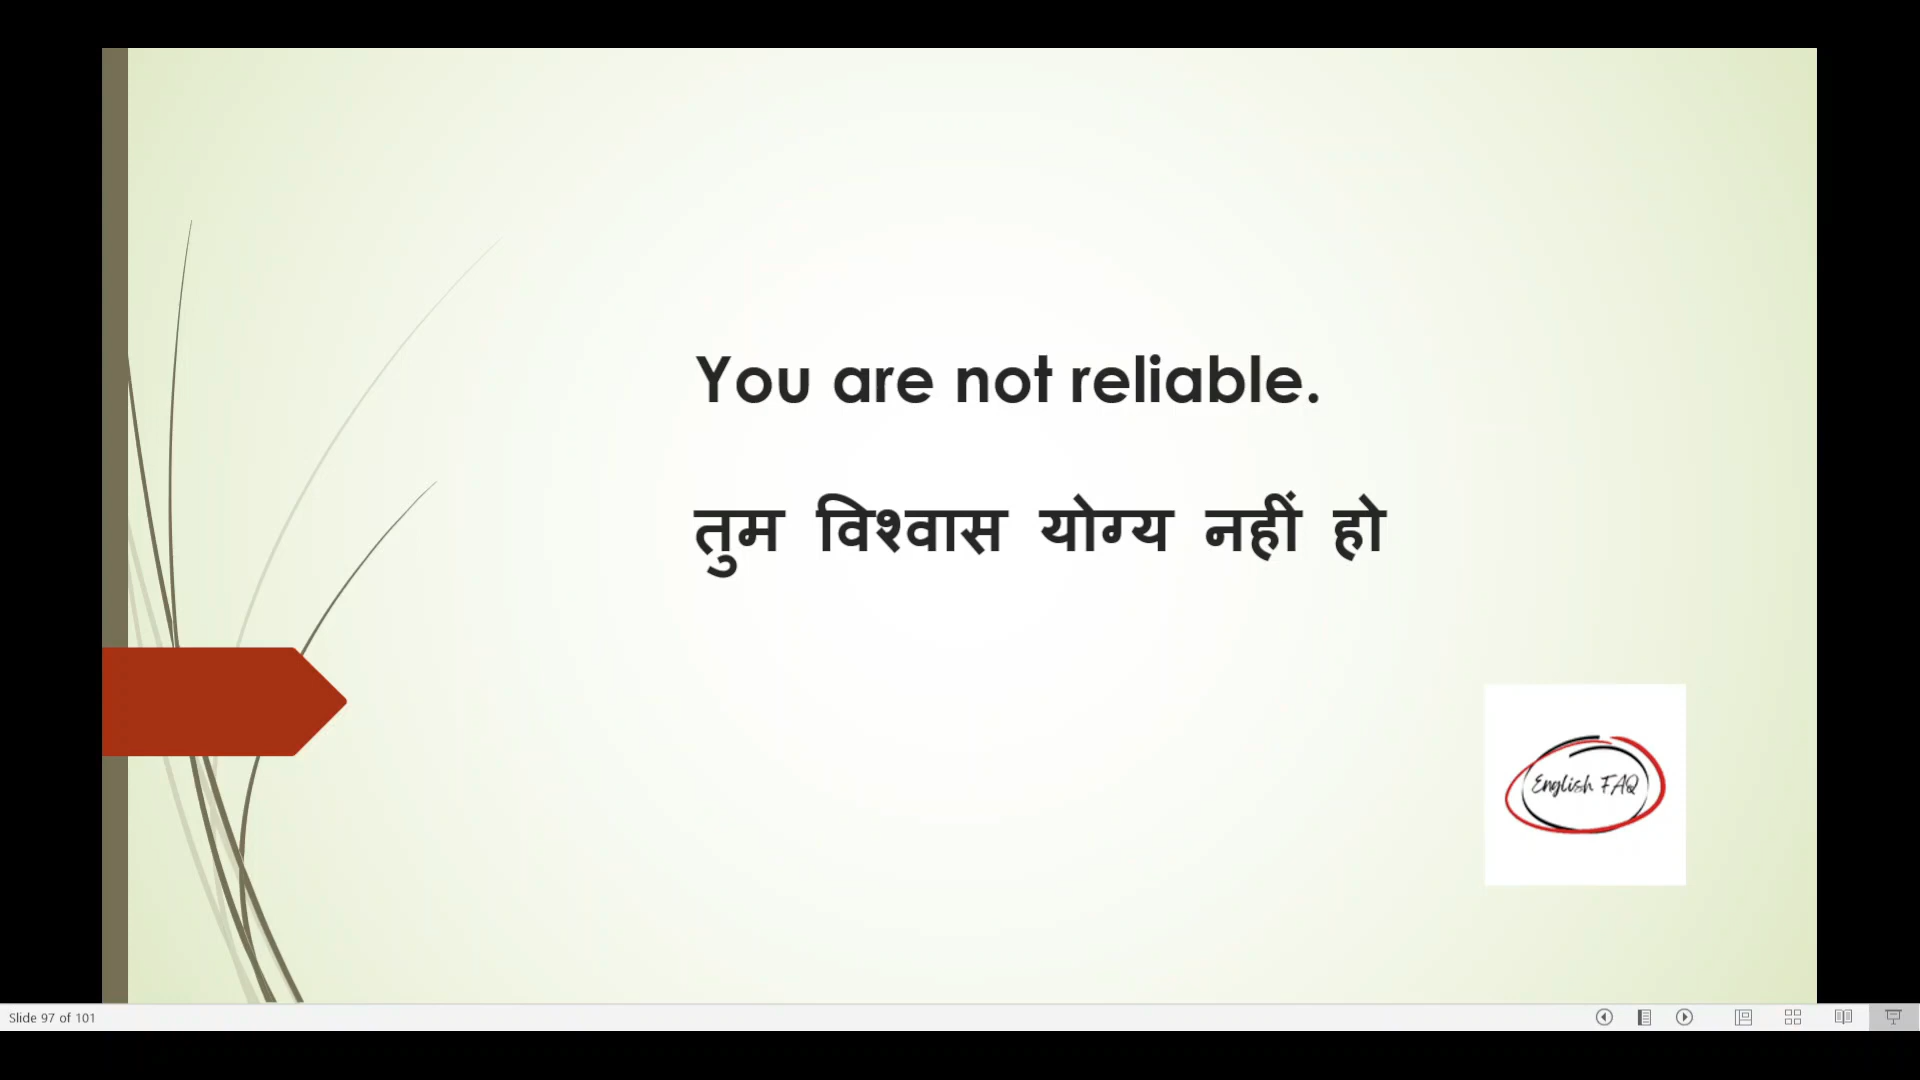 You are not reliable.
तुम विश्वास योग्य नहीं हो
English FAQ
Slide 97 of 101